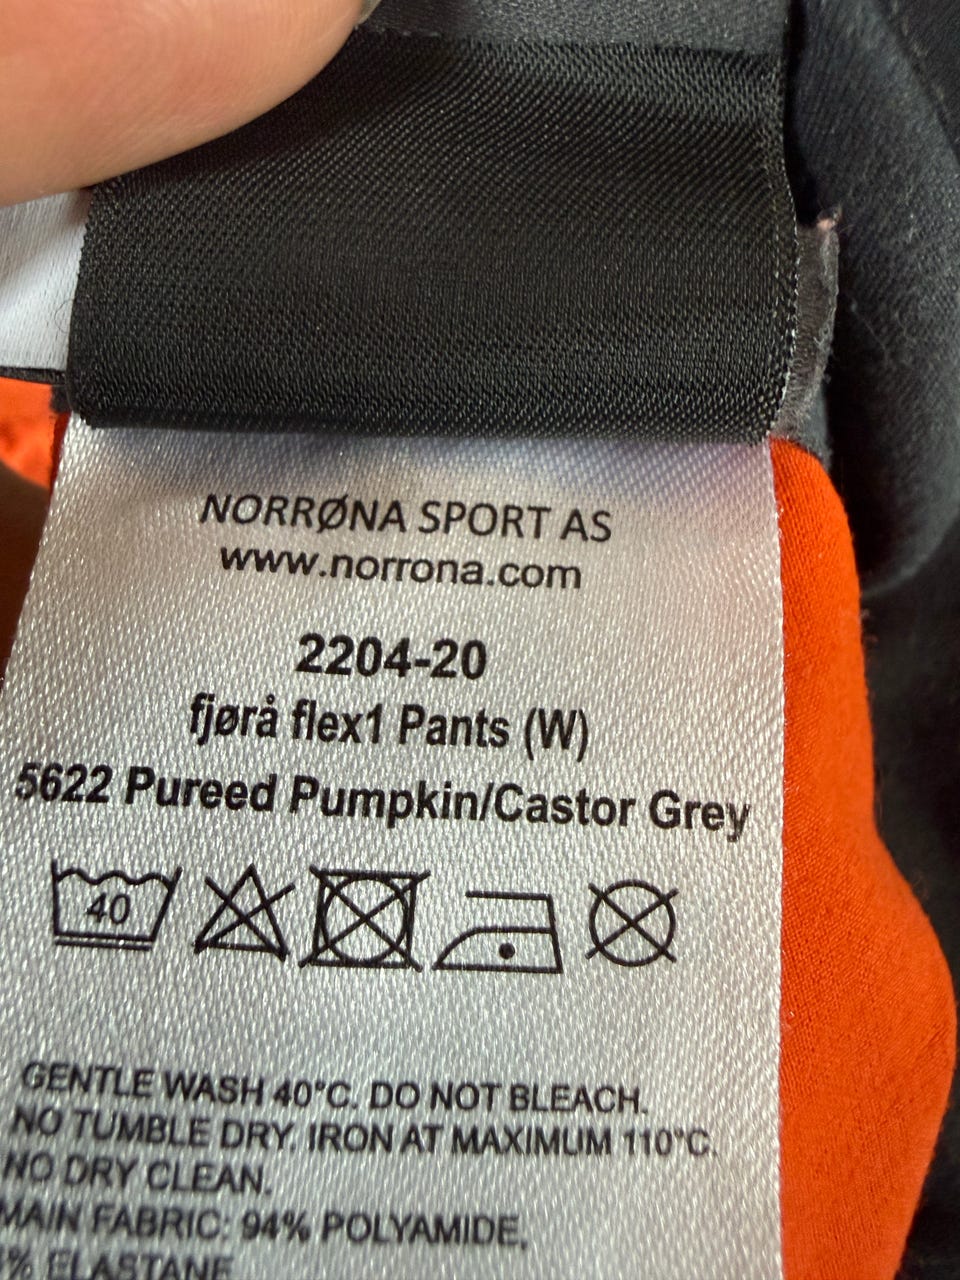 NORRØNA SPORT AS
www.norrona.com
2204-20
fjørå flex1 Pants (W)
5622 Pureed Pumpkin/Castor Grey
40
GENTLE WASH 40°C. DO NOT BLEACH.
NO TUMBLE DRY. IRON AT MAXIMUM 110°C.
NO DRY CLEAN.
MAIN FABRIC: 94% POLYAMIDE,
% ELASTANE